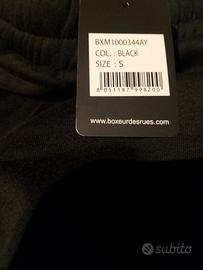 BXM1000344AY
COL. : BLACK
SIZE : S
8 051187 998200
www.boxeurdesrues.com
subito